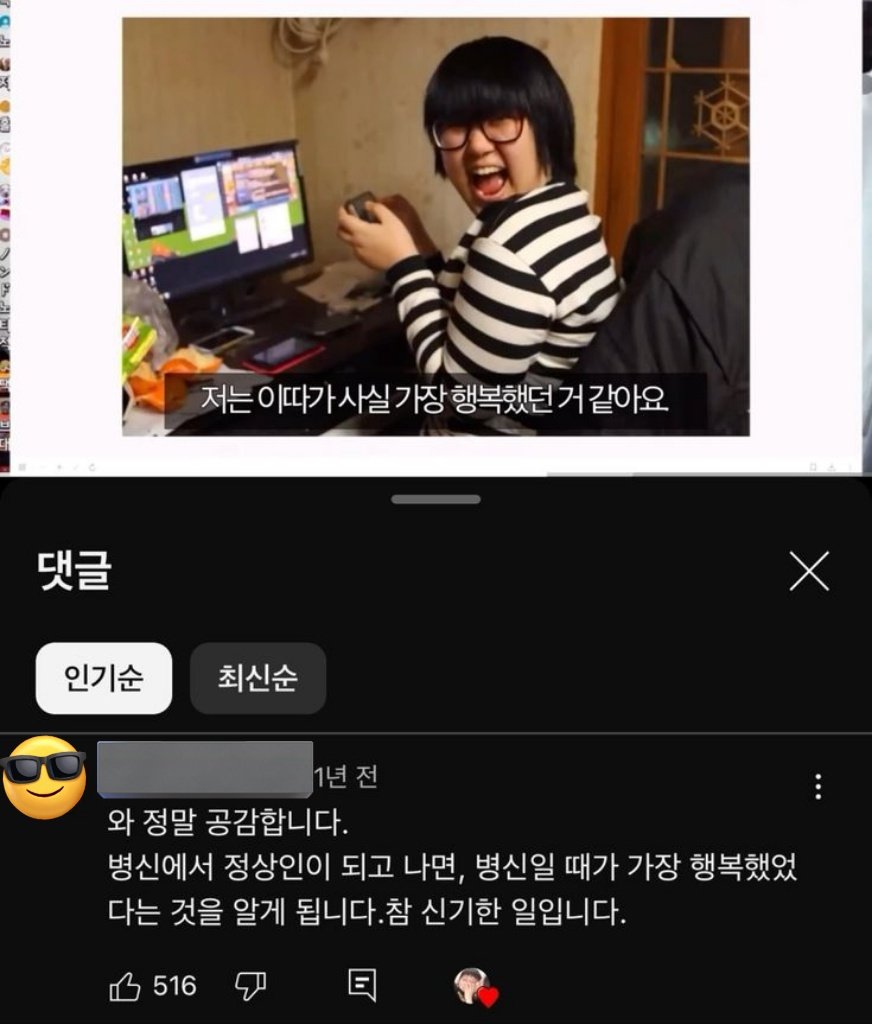 저는 이따가 사실 가장 행복했던 거 같아요.
댓글
인기순
최신순
1년 전
와 정말 공감합니다.
병신에서 정상인이 되고 나면, 병신일 때가 가장 행복했었
다는 것을 알게 됩니다.참 신기한 일입니다.
516